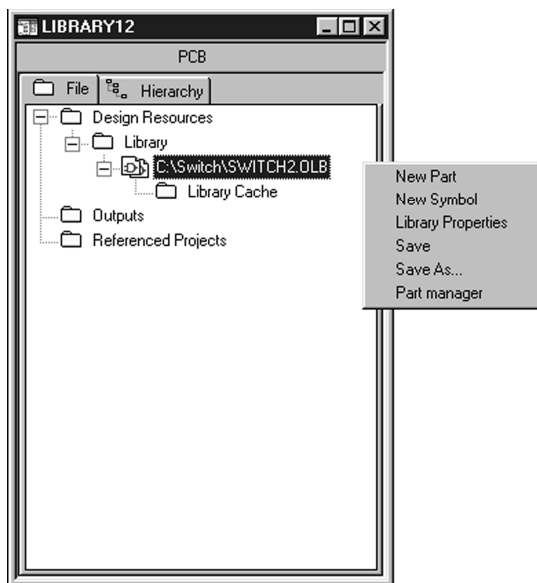 LIBRARY12
PCB
File Hierarchy
Design Resources
Library
C:\Switch\SWITCH2.OLB
Library Cache
Outputs
Referenced Projects
New Part
New Symbol
Library Properties
Save
Save As...
Part manager